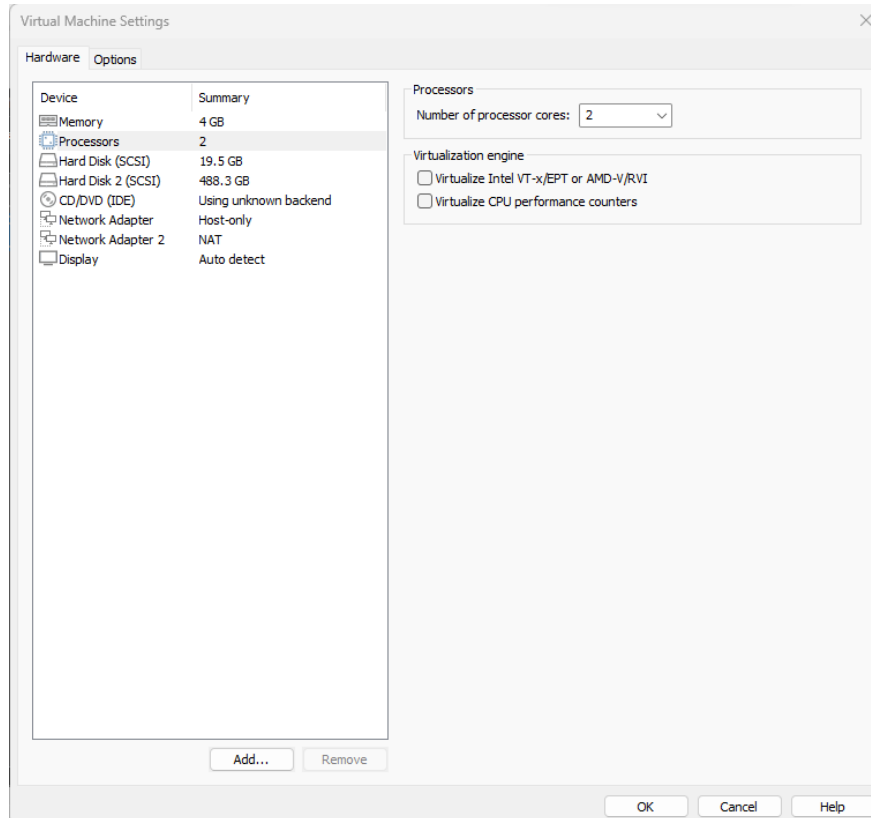 Virtual Machine Settings
Hardware Options
Device Summary
Memory 4 GB
Processors 2
Hard Disk (SCSI) 19.5 GB
Hard Disk 2 (SCSI) 488.3 GB
CD/DVD (IDE) Using unknown backend
Network Adapter Host-only
Network Adapter 2 NAT
Display Auto detect
Add... Remove
Processors
Number of processor cores: 2
Virtualization engine
Virtualize Intel VT-x/EPT or AMD-V/RVI
Virtualize CPU performance counters
OK Cancel Help